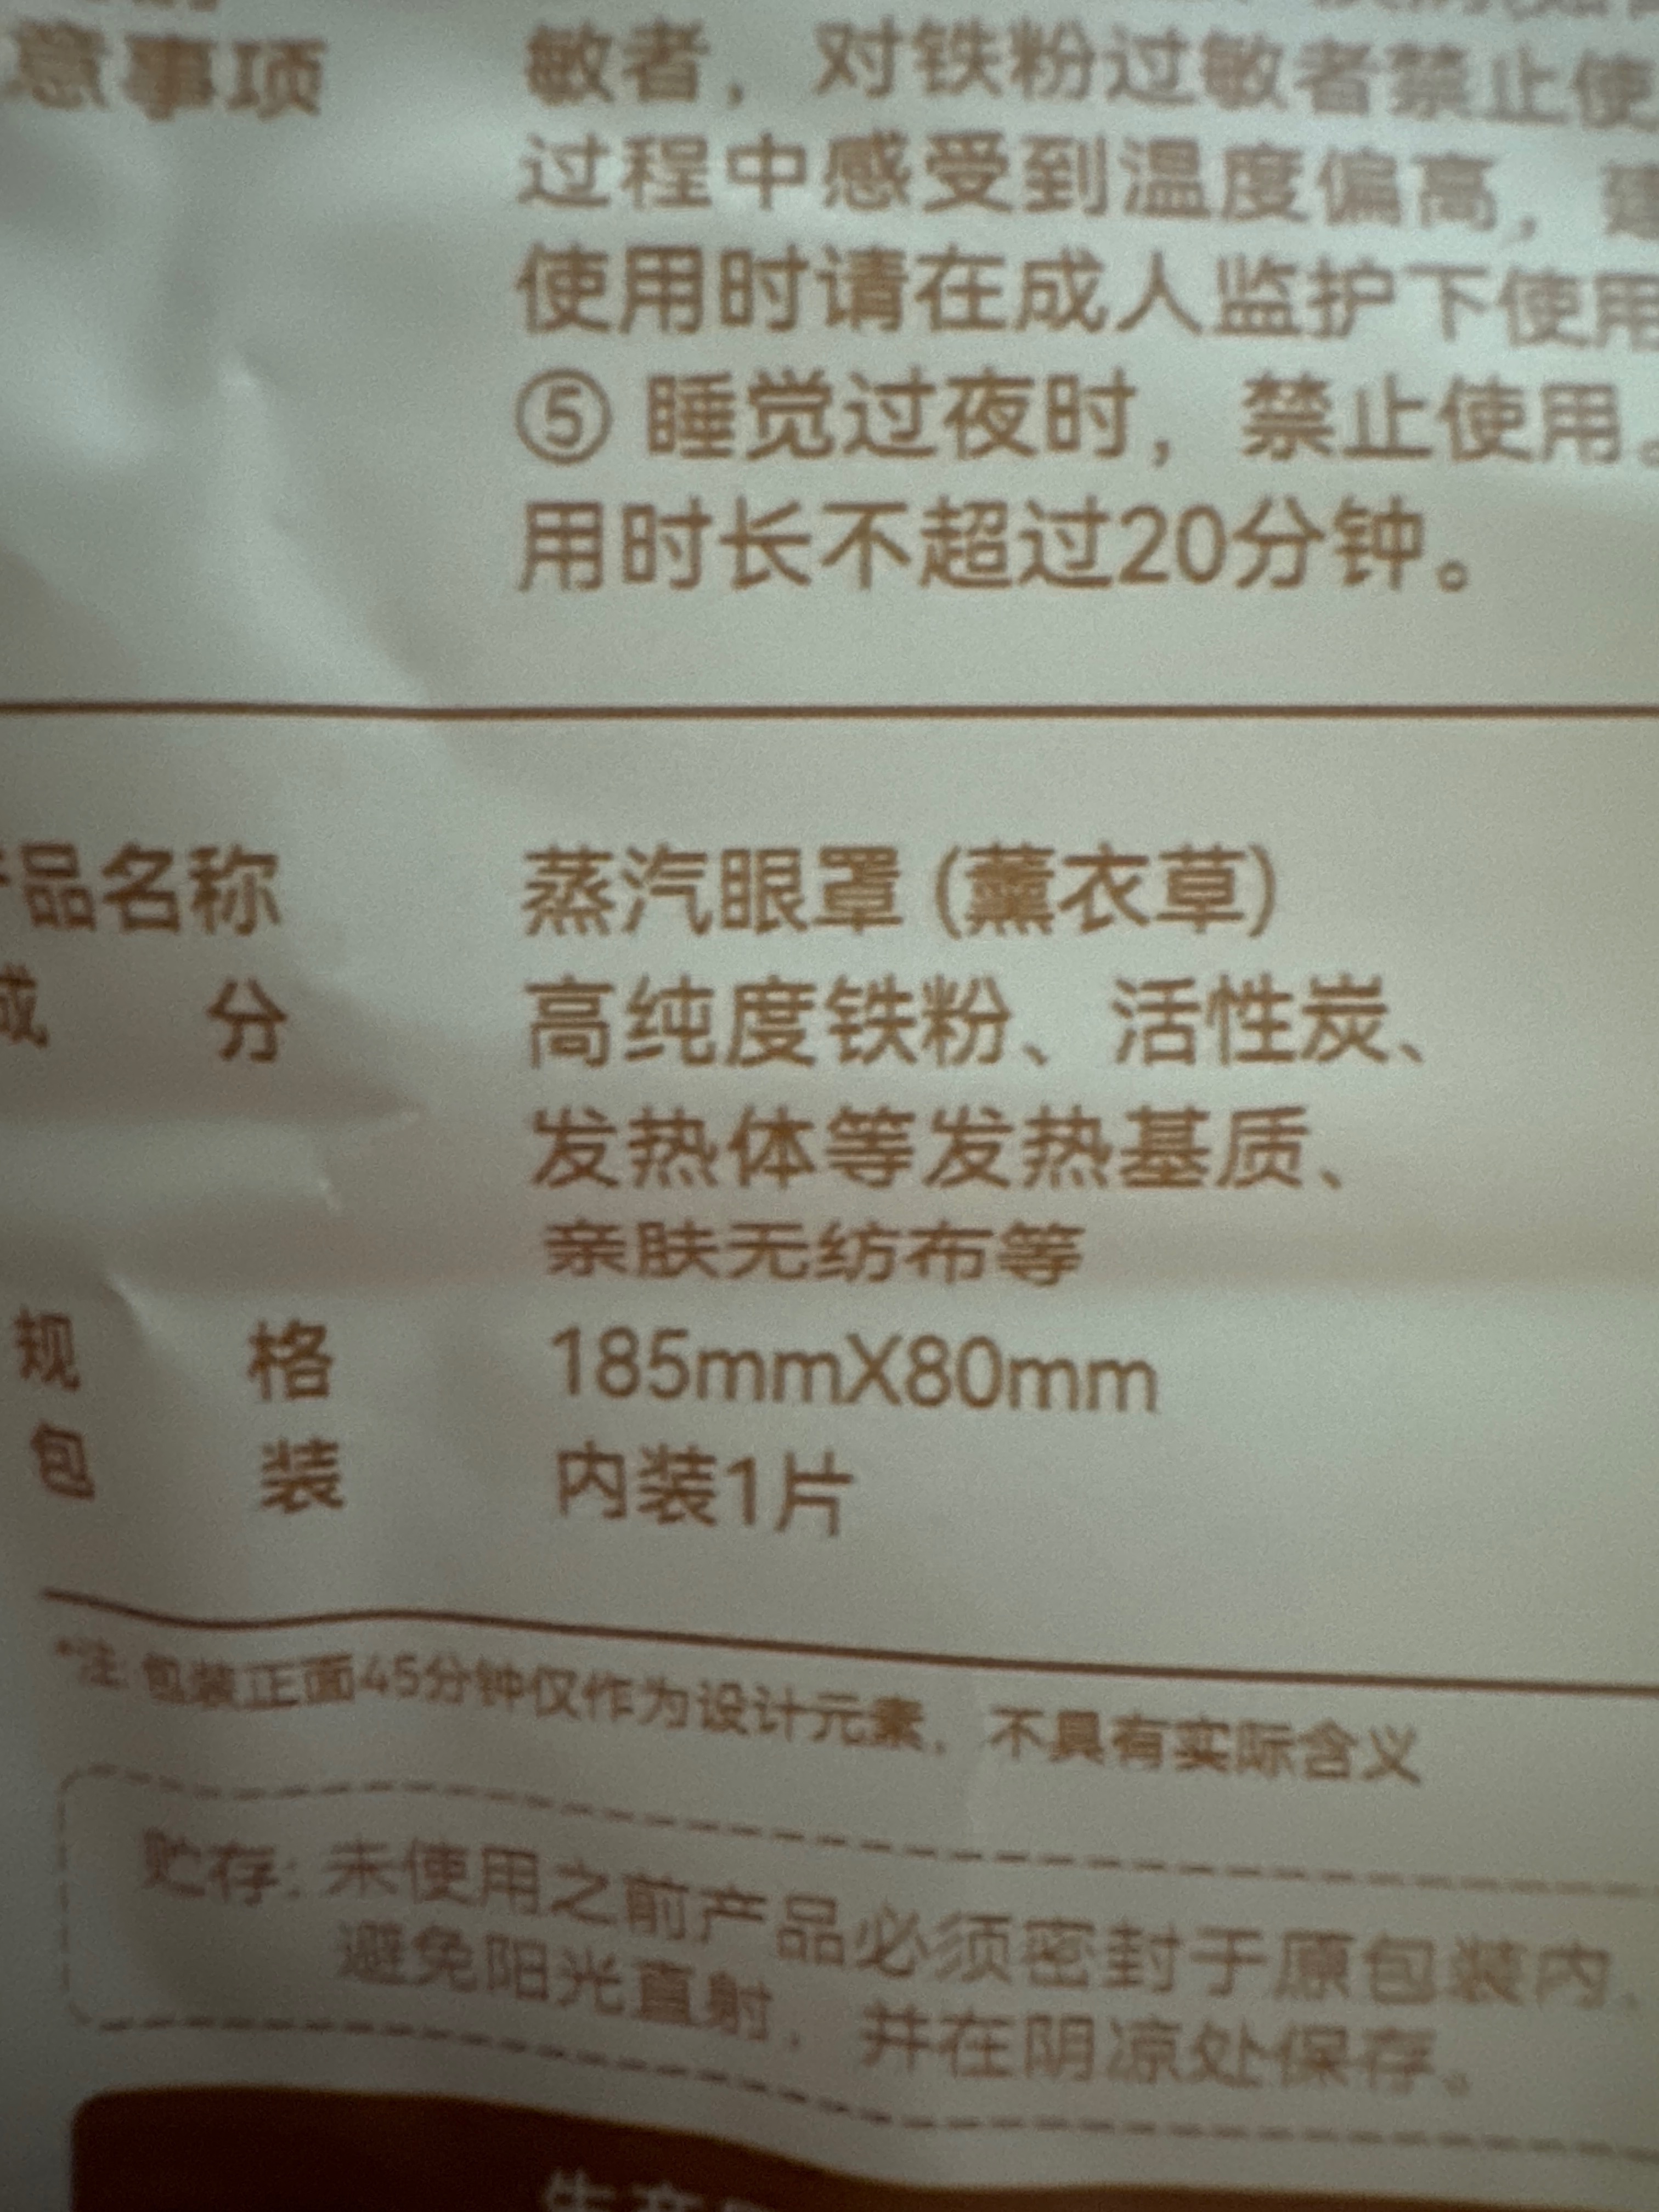 意事项
敏者，对铁粉过敏者禁止使
过程中感受到温度偏高，建
使用时请在成人监护下使用
⑤ 睡觉过夜时，禁止使用。
用时长不超过20分钟。
产品名称 蒸汽眼罩 (薰衣草)
成 分 高纯度铁粉、活性炭、
发热体等发热基质、
亲肤无纺布等
规 格 185mmX80mm
包 装 内装1片
*注:包装正面45分钟仅作为设计元素，不具有实际含义
贮存: 未使用之前产品必须密封于原包装内，
避免阳光直射，并在阴凉处保存。